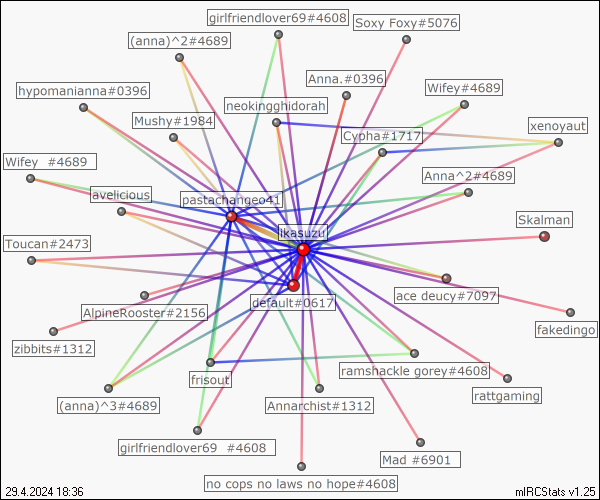 girlfriendlover69#4608
Soxy Foxy#5076
(anna)^2#4689
Anna.#0396
hypomanianna#0396
Wifey#4689
neokingghidorah
Mushy#1984
Cypha#1717
xenoyaut
Wifey  #4689
Anna^2#4689
avelicious
pastachangeo41
Skalman
ikasuzu
Toucan#2473
default#0617
ace deucy#7097
AlpineRooster#2156
fakedingo
zibbits#1312
ramshackle gorey#4608
frisout
rattgaming
(anna)^3#4689
Annarchist#1312
girlfriendlover69  #4608
Mad #6901
no cops no laws no hope#4608
29.4.2024 18:36
mIRCStats v1.25